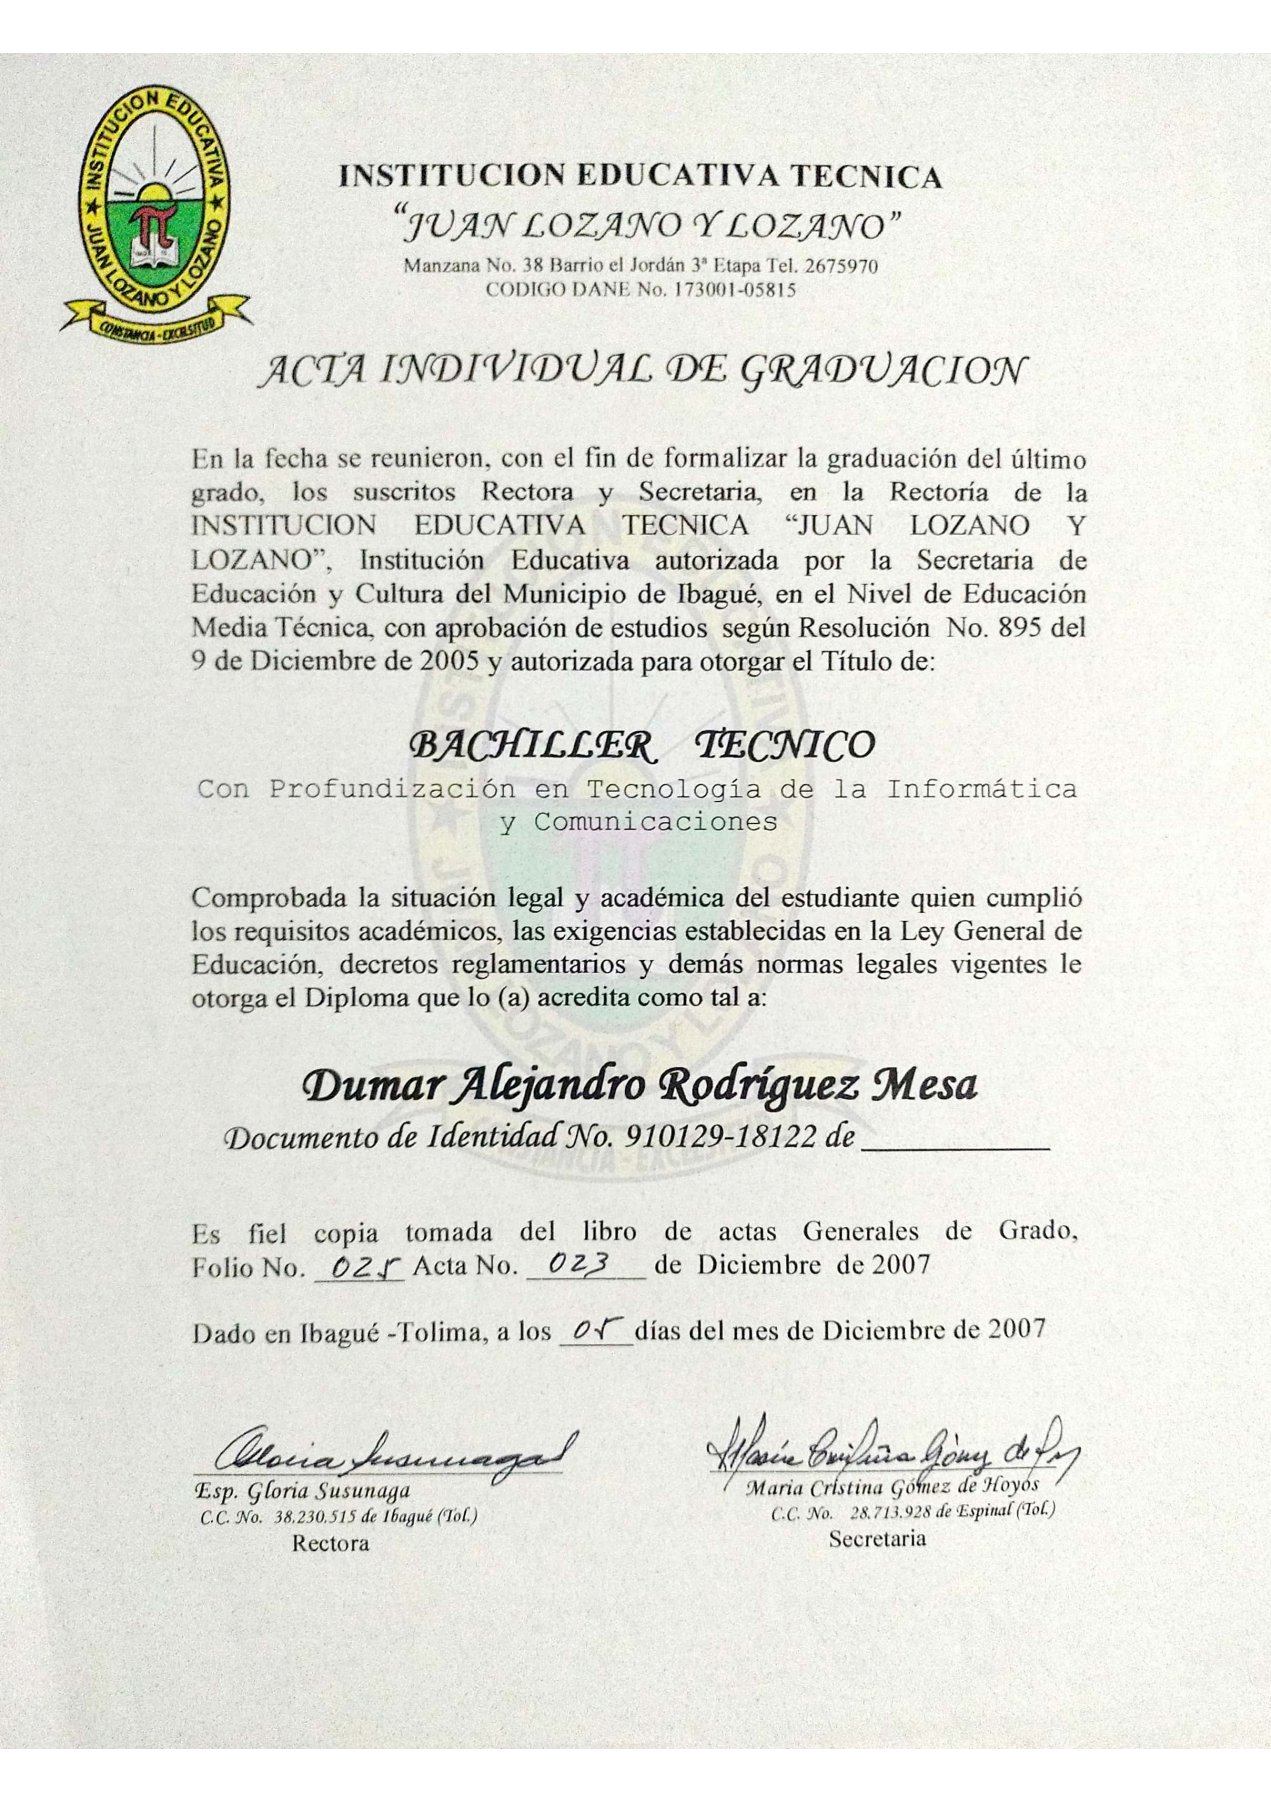 INSTITUCION EDUCATIVA
JUAN LOZANO Y LOZANO
CONSTANCIA - EXCELSITUD
INSTITUCION EDUCATIVA TECNICA
“JUAN LOZANO Y LOZANO”
Manzana No. 38 Barrio el Jordán 3ª Etapa Tel. 2675970
CODIGO DANE No. 173001-05815
ACTA INDIVIDUAL DE GRADUACION
En la fecha se reunieron, con el fin de formalizar la graduación del último
grado, los suscritos Rectora y Secretaria, en la Rectoría de la
INSTITUCION EDUCATIVA TECNICA “JUAN LOZANO Y
LOZANO”, Institución Educativa autorizada por la Secretaria de
Educación y Cultura del Municipio de Ibagué, en el Nivel de Educación
Media Técnica, con aprobación de estudios según Resolución No. 895 del
9 de Diciembre de 2005 y autorizada para otorgar el Título de:
BACHILLER TECNICO
Con Profundización en Tecnología de la Informática
y Comunicaciones
Comprobada la situación legal y académica del estudiante quien cumplió
los requisitos académicos, las exigencias establecidas en la Ley General de
Educación, decretos reglamentarios y demás normas legales vigentes le
otorga el Diploma que lo (a) acredita como tal a:
Dumar Alejandro Rodríguez Mesa
Documento de Identidad No. 910129-18122 de
Es fiel copia tomada del libro de actas Generales de Grado,
Folio No. 025 Acta No. 023 de Diciembre de 2007
Dado en Ibagué -Tolima, a los 05 días del mes de Diciembre de 2007
Gloria Susunaga
María Cristina Gómez de H
Esp. Gloria Susunaga
C.C. No. 38.230.515 de Ibagué (Tol.)
Rectora
Maria Cristina Gómez de Hoyos
C.C. No. 28.713.928 de Espinal (Tol.)
Secretaria